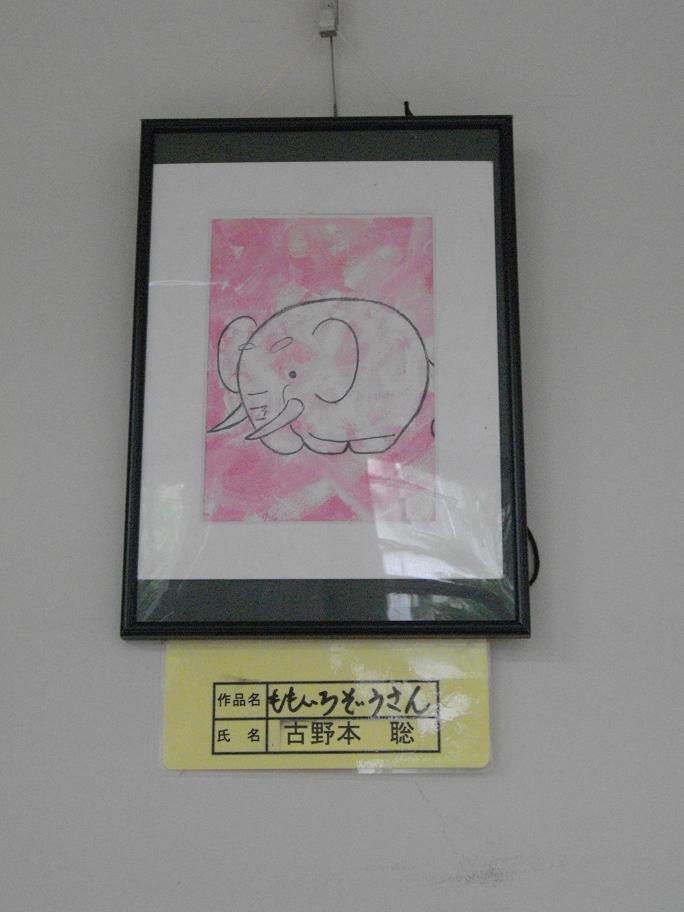 作品名 ももいろぞうさん
氏 名 古野本 聡